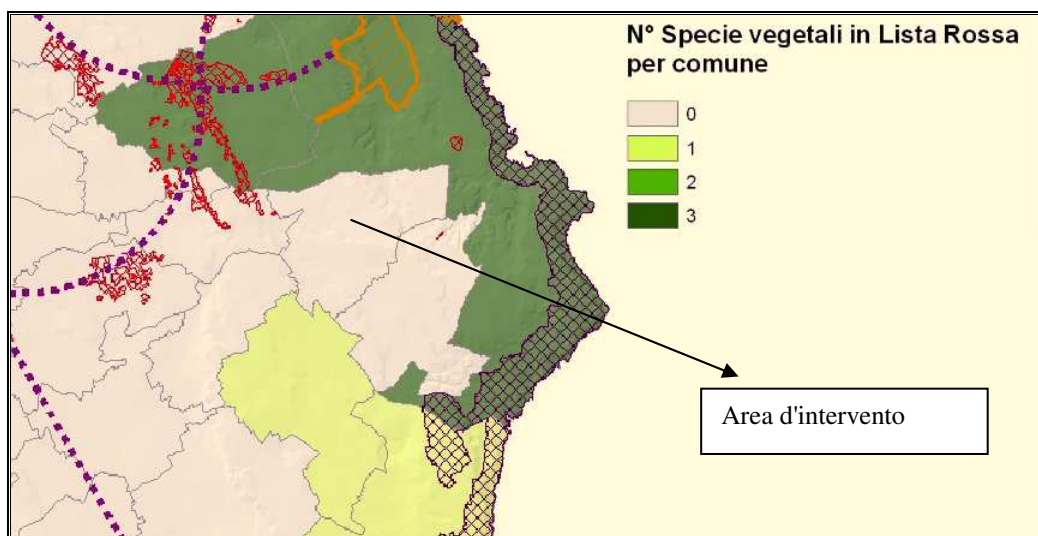 N° Specie vegetali in Lista Rossa
per comune
0
1
2
3
Area d'intervento